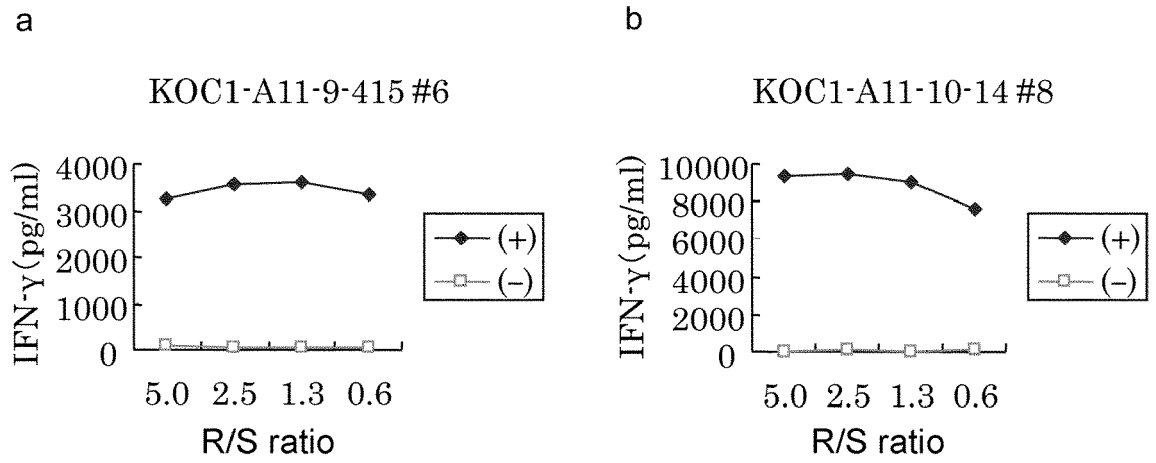 a
KOC1-A11-9-415 #6
IFN-γ (pg/ml)
4000
3000
2000
1000
0
5.0 2.5 1.3 0.6
R/S ratio
(+)
(−)
b
KOC1-A11-10-14 #8
IFN-γ (pg/ml)
10000
8000
6000
4000
2000
0
5.0 2.5 1.3 0.6
R/S ratio
(+)
(−)